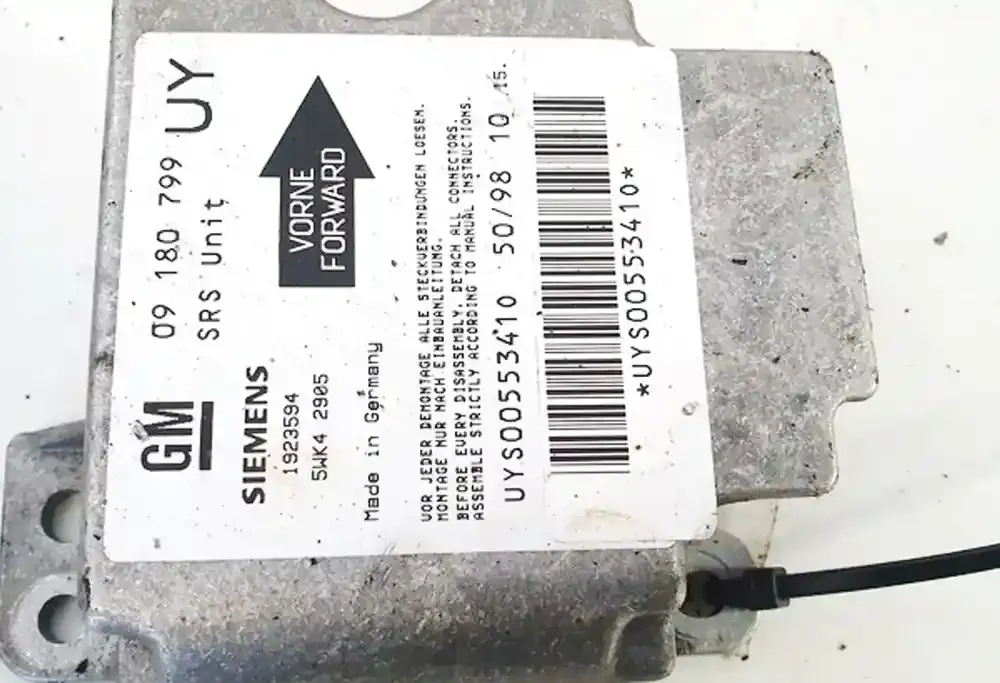 GM
09 180 799 UY
SRS Unit
SIEMENS
1923594
5WK4 2905
VORNE
FORWARD
Made in Germany
VOR JEDER DEMONTAGE ALLE STECKVERBINDUNGEN LOESEN.
MONTAGE NUR NACH EINBAUANLEITUNG.
BEFORE EVERY DISASSEMBLY, DETACH ALL CONNECTORS.
ASSEMBLE STRICTLY ACCORDING TO MANUAL INSTRUCTIONS.
UYS00553410 50/98 10 15.
*UYS00553410*